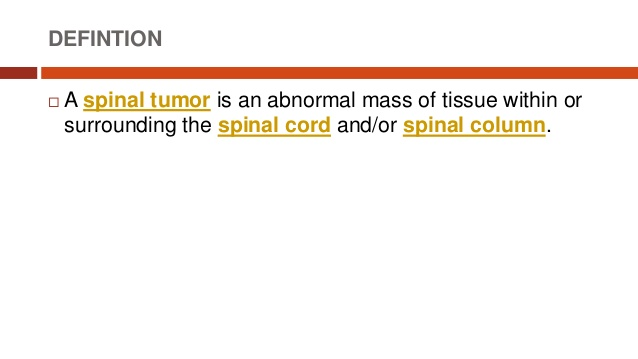 DEFINTION
A spinal tumor is an abnormal mass of tissue within or
surrounding the spinal cord and/or spinal column.